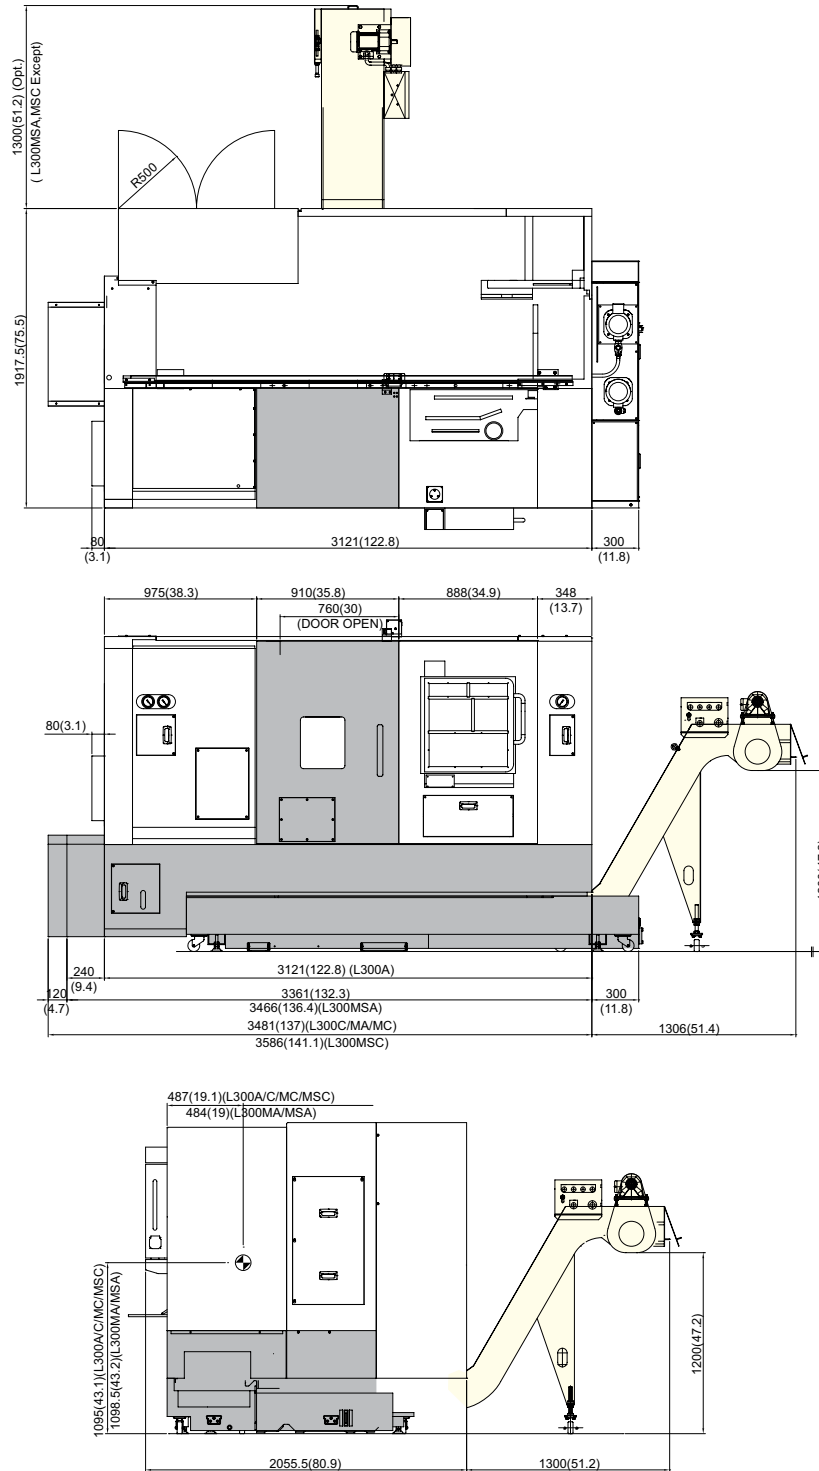 1300(51.2) (Opt.)
( L300MSA,MSC Except)
R500
1917.5(75.5)
80
(3.1)
3121(122.8)
300
(11.8)
975(38.3)
910(35.8)
888(34.9)
348
(13.7)
760(30)
(DOOR OPEN)
80(3.1)
240
(9.4)
3121(122.8) (L300A)
120
(4.7)
3361(132.3)
3466(136.4)(L300MSA)
300
(11.8)
3481(137)(L300C/MA/MC)
3586(141.1)(L300MSC)
1306(51.4)
487(19.1)(L300A/C/MC/MSC)
484(19)(L300MA/MSA)
1095(43.1)(L300A/C/MC/MSC)
1098.5(43.2)(L300MA/MSA)
1200(47.2)
2055.5(80.9)
1300(51.2)